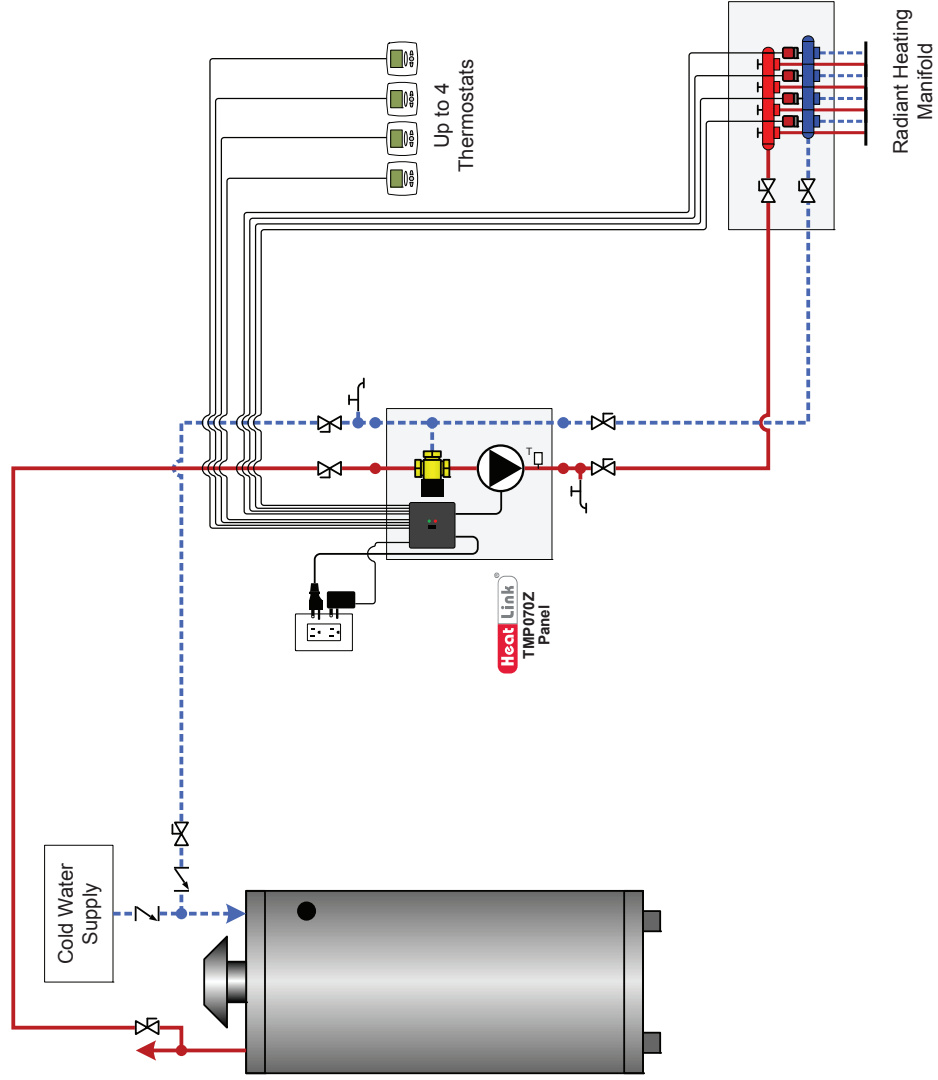 Cold Water
Supply
Up to 4
Thermostats
T
Heat Link®
TMP070Z
Panel
Radiant Heating
Manifold